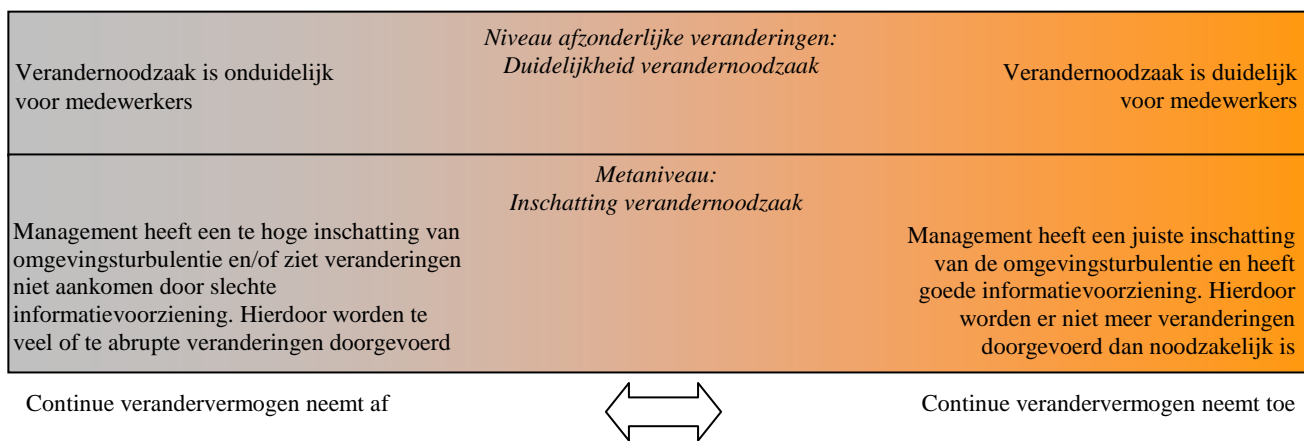 Niveau afzonderlijke veranderingen:
Duidelijkheid verandernoodzaak
Verandernoodzaak is onduidelijk
voor medewerkers
Verandernoodzaak is duidelijk
voor medewerkers
Metaniveau:
Inschatting verandernoodzaak
Management heeft een te hoge inschatting van
omgevingsturbulentie en/of ziet veranderingen
niet aankomen door slechte
informatievoorziening. Hierdoor worden te
veel of te abrupte veranderingen doorgevoerd
Management heeft een juiste inschatting
van de omgevingsturbulentie en heeft
goede informatievoorziening. Hierdoor
worden er niet meer veranderingen
doorgevoerd dan noodzakelijk is
Continue verandervermogen neemt af
Continue verandervermogen neemt toe